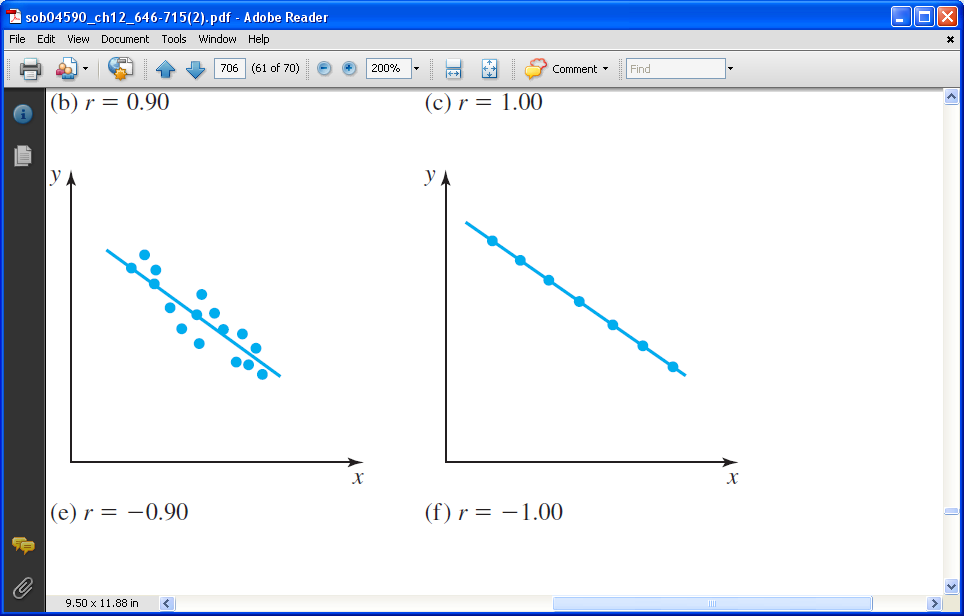 sob04590_ch12_646-715(2).pdf - Adobe Reader
File Edit View Document Tools Window Help
706 (61 of 70) 200% Comment Find
(b) r = 0.90 (c) r = 1.00
y y
x x
(e) r = −0.90 (f) r = −1.00
9.50 x 11.88 in